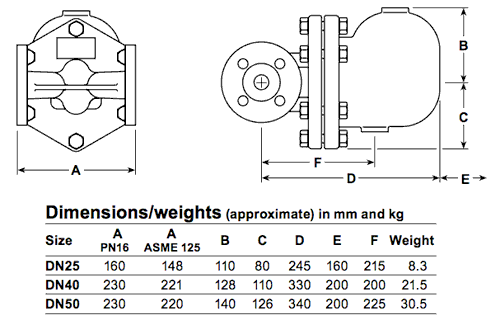 B
C
F
A
D
E
Dimensions/weights (approximate) in mm and kg
Size A PN16 A ASME 125 B C D E F Weight
DN25 160 148 110 80 245 160 215 8.3
DN40 230 221 128 110 330 200 200 21.5
DN50 230 220 140 126 340 200 225 30.5